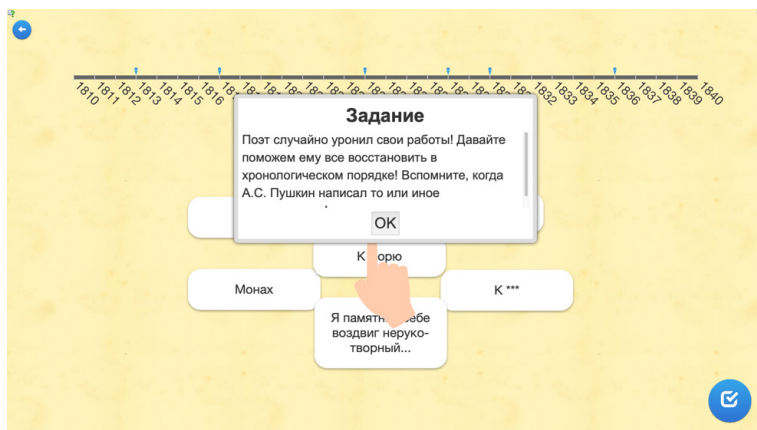 1810 1811 1812 1813 1814 1815 1816 1832 1833 1834 1835 1836 1837 1838 1839 1840
Задание
Поэт случайно уронил свои работы! Давайте
поможем ему все восстановить в
хронологическом порядке! Вспомните, когда
А.С. Пушкин написал то или иное
OK
К
Монах
К ***
Я
воздвиг неруко-
творный...